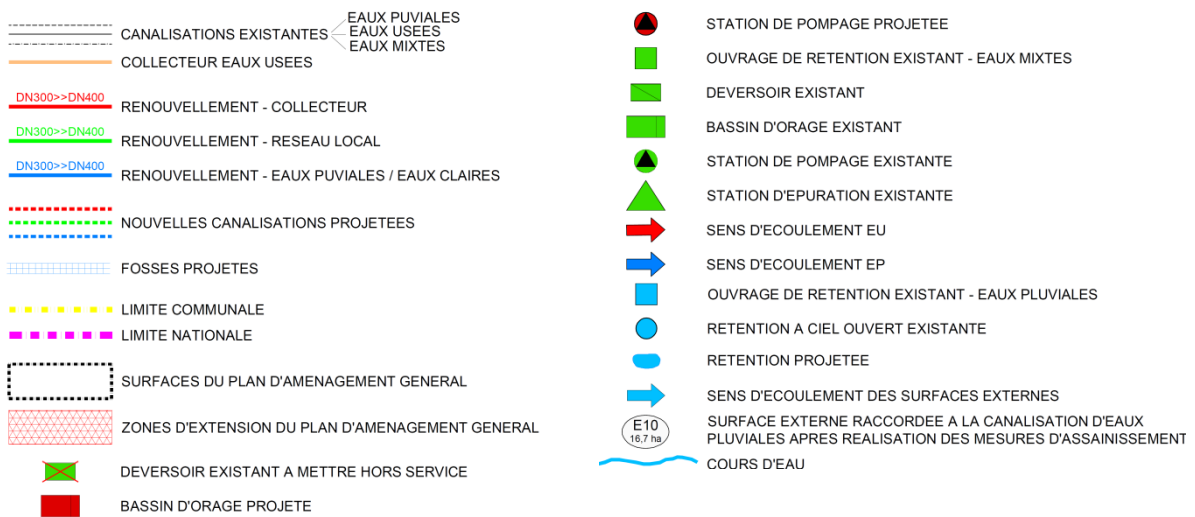 EAUX PUVIALES
CANALISATIONS EXISTANTES EAUX USEES
EAUX MIXTES
COLLECTEUR EAUX USEES
DN300>>DN400
RENOUVELLEMENT - COLLECTEUR
DN300>>DN400
RENOUVELLEMENT - RESEAU LOCAL
DN300>>DN400
RENOUVELLEMENT - EAUX PUVIALES / EAUX CLAIRES
NOUVELLES CANALISATIONS PROJETEES
FOSSES PROJETES
LIMITE COMMUNALE
LIMITE NATIONALE
SURFACES DU PLAN D'AMENAGEMENT GENERAL
ZONES D'EXTENSION DU PLAN D'AMENAGEMENT GENERAL
DEVERSOIR EXISTANT A METTRE HORS SERVICE
BASSIN D'ORAGE PROJETE
STATION DE POMPAGE PROJETEE
OUVRAGE DE RETENTION EXISTANT - EAUX MIXTES
DEVERSOIR EXISTANT
BASSIN D'ORAGE EXISTANT
STATION DE POMPAGE EXISTANTE
STATION D'EPURATION EXISTANTE
SENS D'ECOULEMENT EU
SENS D'ECOULEMENT EP
OUVRAGE DE RETENTION EXISTANT - EAUX PLUVIALES
RETENTION A CIEL OUVERT EXISTANTE
RETENTION PROJETEE
SENS D'ECOULEMENT DES SURFACES EXTERNES
E10
16,7 ha
SURFACE EXTERNE RACCORDEE A LA CANALISATION D'EAUX
PLUVIALES APRES REALISATION DES MESURES D'ASSAINISSEMENT
COURS D'EAU